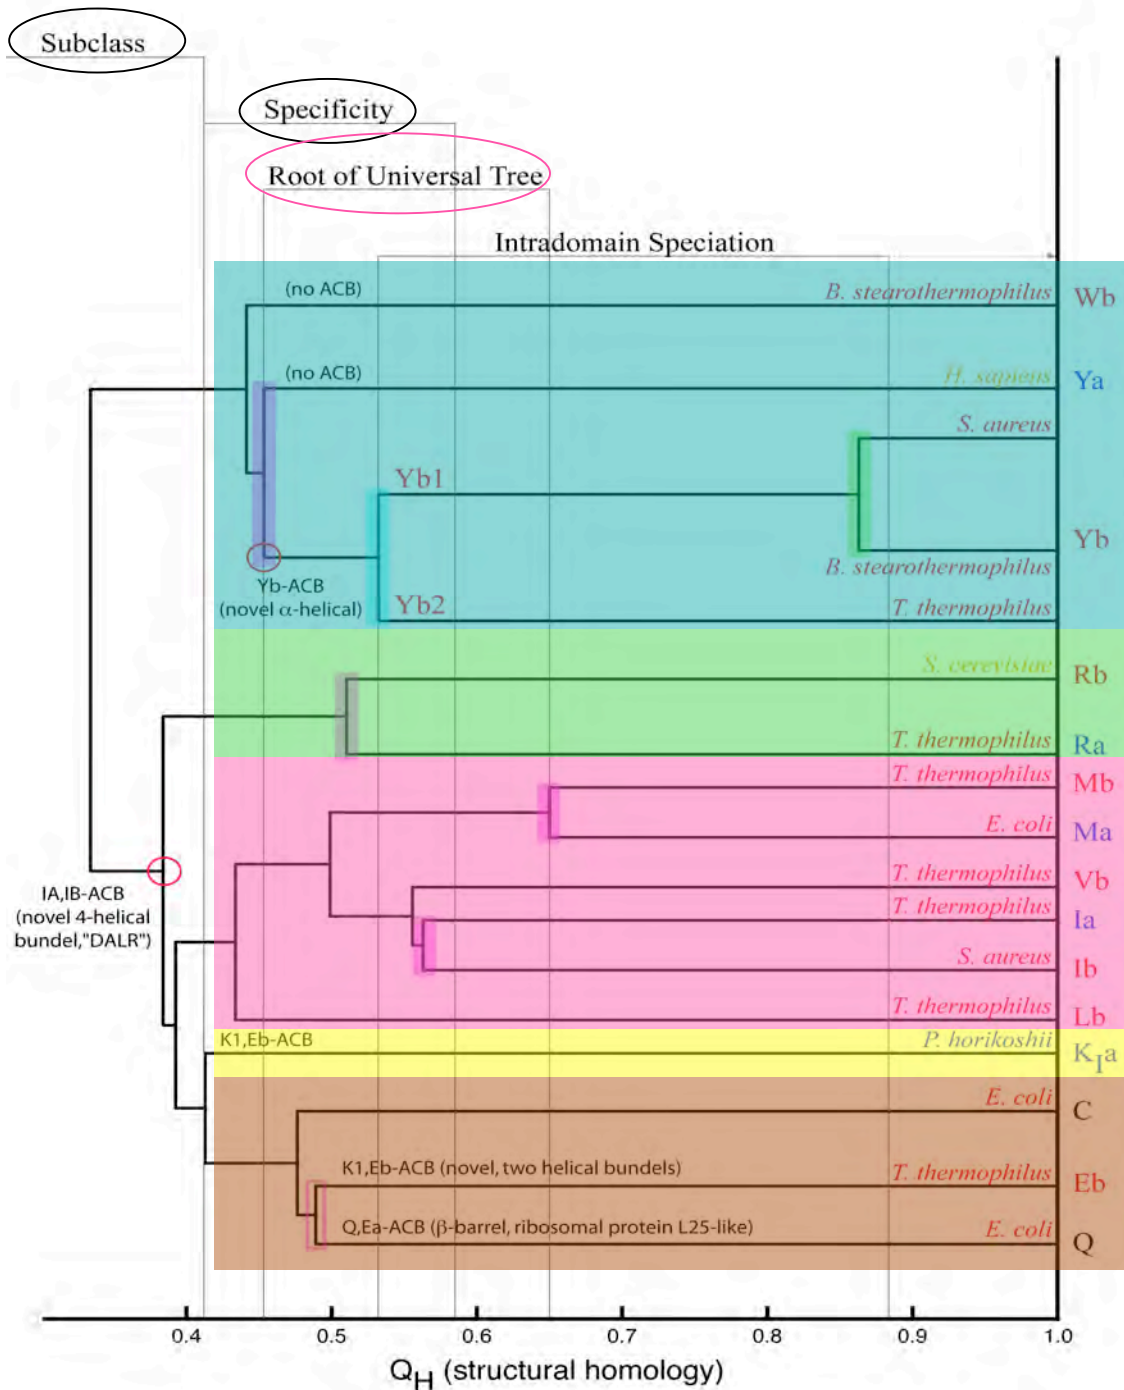 Subclass
Specificity
Root of Universal Tree
Intradomain Speciation
(no ACB)
B. stearothermophilus
Wb
(no ACB)
H. sapiens
Ya
S. aureus
Yb1
Yb
B. stearothermophilus
Yb-ACB
(novel α-helical)
Yb2
T. thermophilus
S. cerevisiae
Rb
T. thermophilus
Ra
T. thermophilus
Mb
E. coli
Ma
T. thermophilus
Vb
T. thermophilus
Ia
IA,IB-ACB
(novel 4-helical
bundel,"DALR")
S. aureus
Ib
T. thermophilus
Lb
K1,Eb-ACB
P. horikoshii
KIa
E. coli
C
K1,Eb-ACB (novel, two helical bundels)
T. thermophilus
Eb
Q,Ea-ACB (β-barrel, ribosomal protein L25-like)
E. coli
Q
0.4 0.5 0.6 0.7 0.8 0.9 1.0
QH (structural homology)